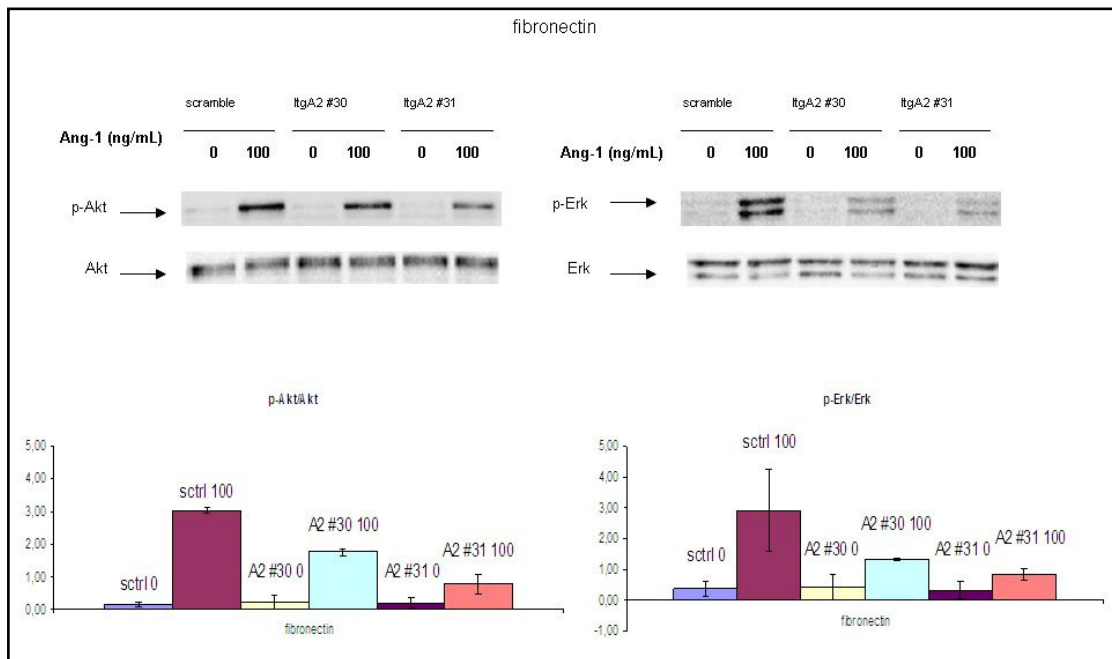 fibronectin
scramble ItgA2 #30 ItgA2 #31
Ang-1 (ng/mL)
0 100 0 100 0 100
p-Akt
Akt
scramble ItgA2 #30 ItgA2 #31
Ang-1 (ng/mL)
0 100 0 100 0 100
p-Erk
Erk
p-Akt/Akt
5,00
4,00
3,00
2,00
1,00
0,00
sctrl 0
sctrl 100
A2 #30 0
A2 #30 100
A2 #31 0
A2 #31 100
fibronectin
p-Erk/Erk
5,00
4,00
3,00
2,00
1,00
0,00
-1,00
sctrl 0
sctrl 100
A2 #30 0
A2 #30 100
A2 #31 0
A2 #31 100
fibronectin